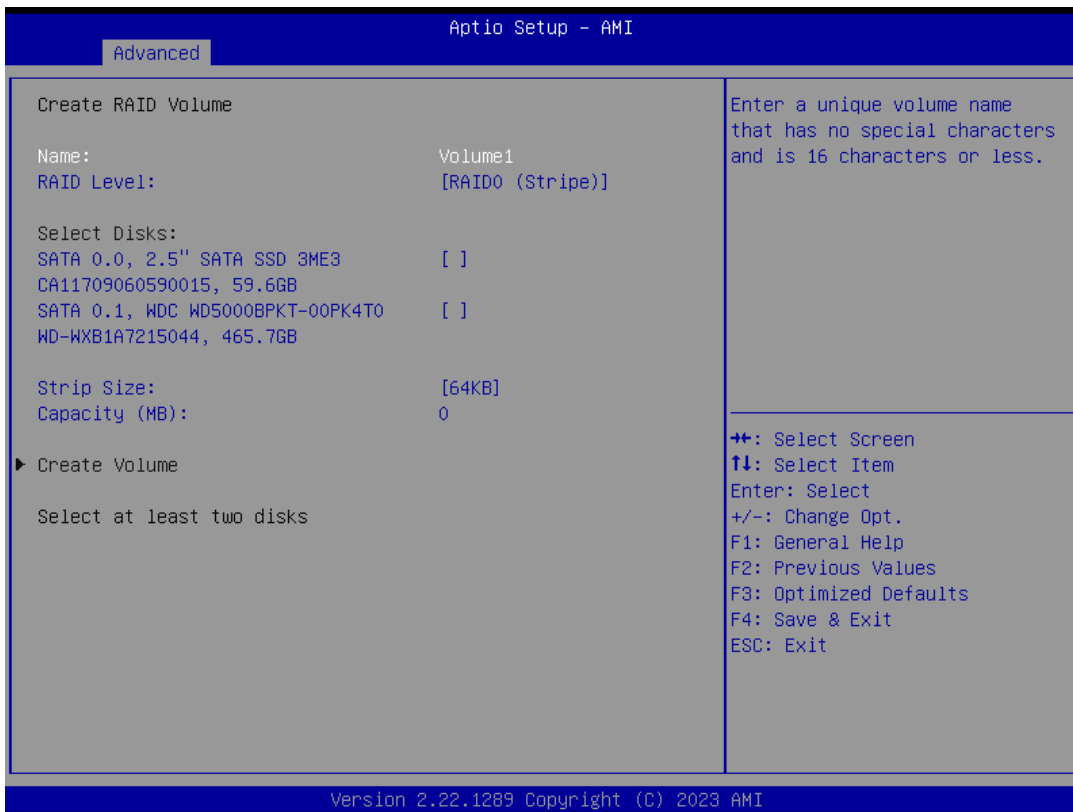 Aptio Setup – AMI
Advanced
Create RAID Volume
Name: Volume1
RAID Level: [RAID0 (Stripe)]
Select Disks:
SATA 0.0, 2.5" SATA SSD 3ME3 [ ]
CA11709060590015, 59.6GB
SATA 0.1, WDC WD5000BPKT-00PK4T0 [ ]
WD-WXB1A7215044, 465.7GB
Strip Size: [64KB]
Capacity (MB): 0
▶ Create Volume
Select at least two disks
Enter a unique volume name
that has no special characters
and is 16 characters or less.
→←: Select Screen
↑↓: Select Item
Enter: Select
+/-: Change Opt.
F1: General Help
F2: Previous Values
F3: Optimized Defaults
F4: Save & Exit
ESC: Exit
Version 2.22.1289 Copyright (C) 2023 AMI